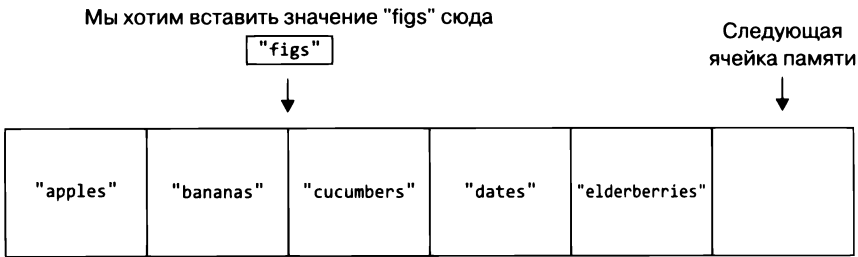 Мы хотим вставить значение "figs" сюда
"figs"
Следующая
ячейка памяти
"apples" "bananas" "cucumbers" "dates" "elderberries"